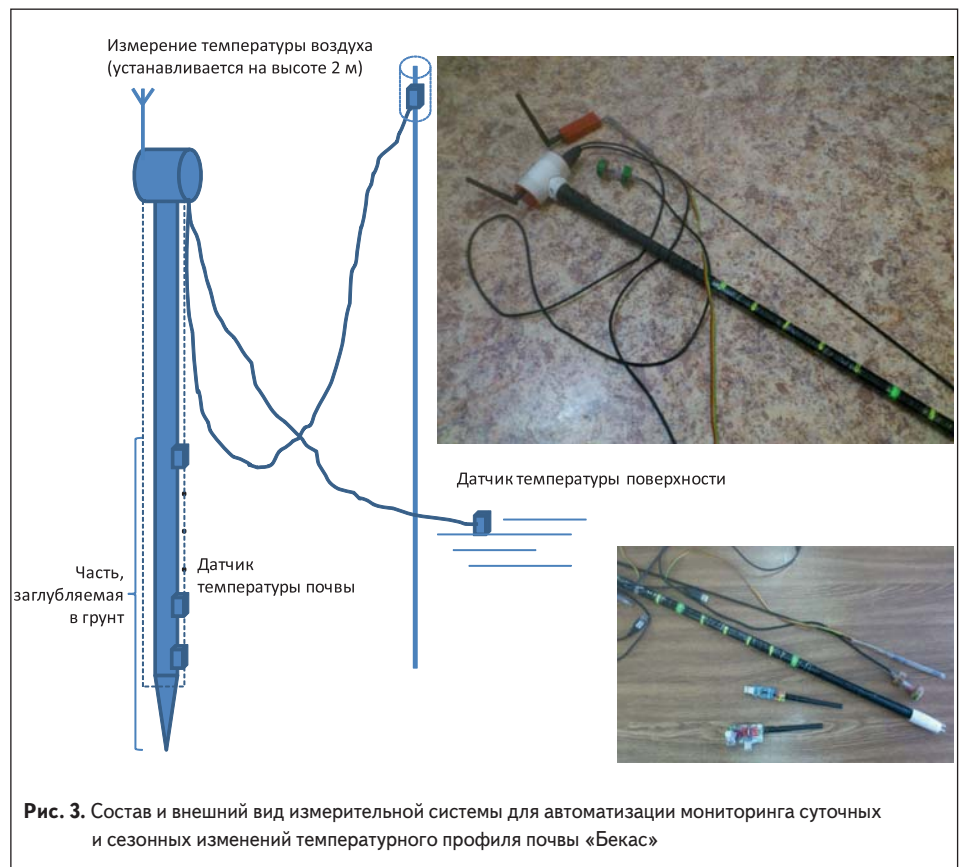 Измерение температуры воздуха
(устанавливается на высоте 2 м)
Датчик температуры поверхности
Часть,
заглубляемая
в грунт
Датчик
температуры почвы
Рис. 3. Состав и внешний вид измерительной системы для автоматизации мониторинга суточных
и сезонных изменений температурного профиля почвы «Бекас»